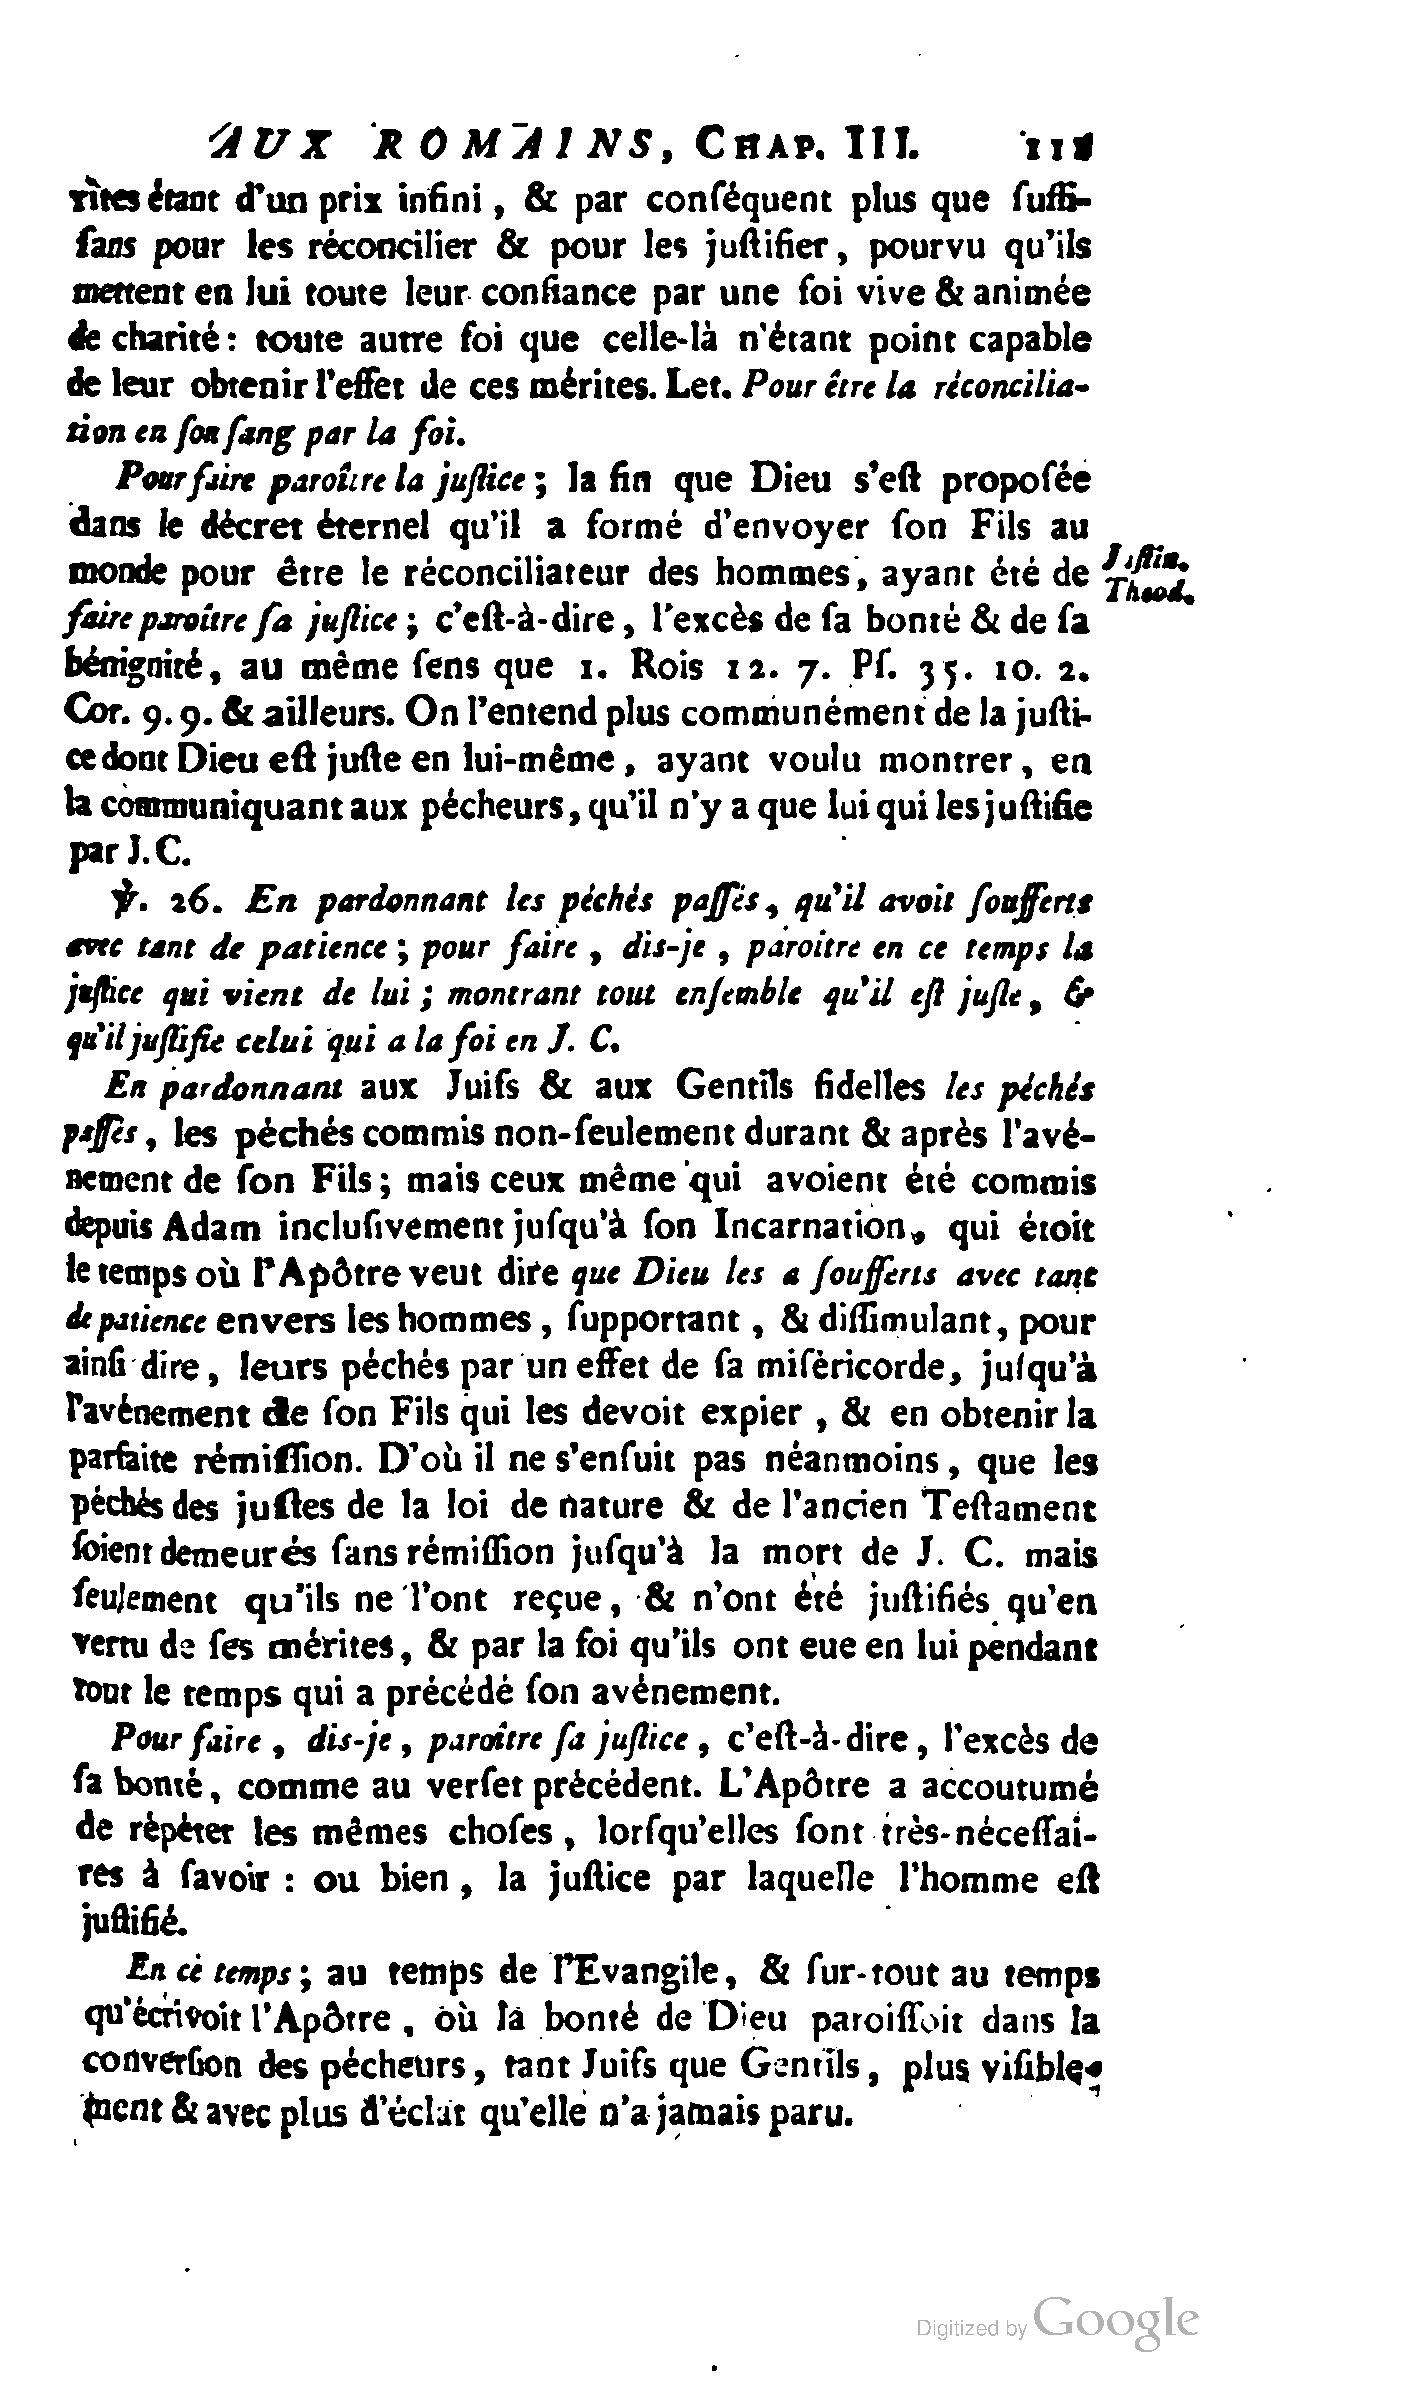 AUX ROMAINS, CHAP. III. 111
rites étant d'un prix infini, & par conſéquent plus que ſuffi-
ſans pour les réconcilier & pour les juſtifier, pourvu qu'ils
mettent en lui toute leur confiance par une foi vive & animée
de charité : toute autre foi que celle-là n'étant point capable
de leur obtenir l'effet de ces mérites. Let. Pour être la réconcilia-
tion en ſon ſang par la foi.
Pour faire paroître la juſtice ; la fin que Dieu s'eſt propoſée
dans le décret éternel qu'il a formé d'envoyer ſon Fils au
monde pour être le réconciliateur des hommes, ayant été de
Juſtin.
Theod.
faire paroître ſa juſtice ; c'eſt-à-dire, l'excès de ſa bonté & de ſa
bénignité, au même ſens que 1. Rois 12. 7. Pſ. 35. 10. 2.
Cor. 9. 9. & ailleurs. On l'entend plus communément de la juſti-
ce dont Dieu eſt juſte en lui-même, ayant voulu montrer, en
la communiquant aux pécheurs, qu'il n'y a que lui qui les juſtifie
par J. C.
℣. 26. En pardonnant les péchés paſſés, qu'il avoit ſoufferts
avec tant de patience ; pour faire, dis-je, paroitre en ce temps la
juſtice qui vient de lui ; montrant tout enſemble qu'il eſt juſte, &
qu'il juſtifie celui qui a la foi en J. C.
En pardonnant aux Juifs & aux Gentils fidelles les péchés
paſſés, les péchés commis non-ſeulement durant & après l'avé-
nement de ſon Fils ; mais ceux même qui avoient été commis
depuis Adam incluſivement juſqu'à ſon Incarnation, qui étoit
le temps où l'Apôtre veut dire que Dieu les a ſoufferts avec tant
de patience envers les hommes, ſupportant, & diſſimulant, pour
ainſi dire, leurs péchés par un effet de ſa miſéricorde, juſqu'à
l'avénement de ſon Fils qui les devoit expier, & en obtenir la
parfaite rémiſſion. D'où il ne s'enſuit pas néanmoins, que les
péchés des juſtes de la loi de nature & de l'ancien Teſtament
ſoient demeurés ſans rémiſſion juſqu'à la mort de J. C. mais
ſeulement qu'ils ne l'ont reçue, & n'ont été juſtifiés qu'en
vertu de ſes mérites, & par la foi qu'ils ont eue en lui pendant
tout le temps qui a précédé ſon avénement.
Pour faire, dis-je, paroître ſa juſtice, c'eſt-à-dire, l'excès de
ſa bonté, comme au verſet précédent. L'Apôtre a accoutumé
de répéter les mêmes choſes, lorſqu'elles ſont très-néceſſai-
res à ſavoir : ou bien, la juſtice par laquelle l'homme eſt
juſtifié.
En ce temps ; au temps de l'Evangile, & ſur-tout au temps
qu'écrivoit l'Apôtre, où la bonté de Dieu paroiſſoit dans la
converſion des pécheurs, tant Juifs que Gentils, plus viſible-
ment & avec plus d'éclat qu'elle n'a jamais paru.
Digitized by Google